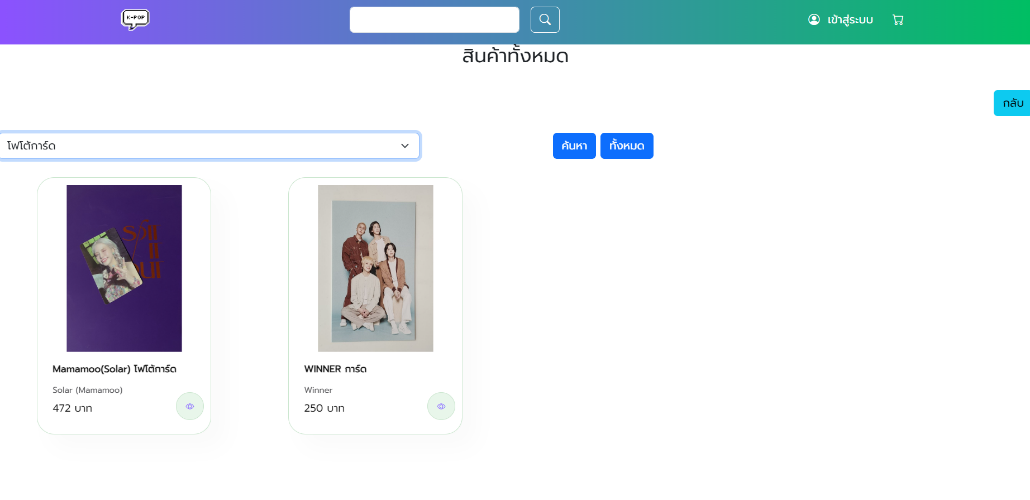 K-POP
เข้าสู่ระบบ
สินค้าทั้งหมด
กลับ
โฟโต้การ์ด
ค้นหา
ทั้งหมด
Mamamoo(Solar) โฟโต้การ์ด
Solar (Mamamoo)
472 บาท
WINNER การ์ด
Winner
250 บาท